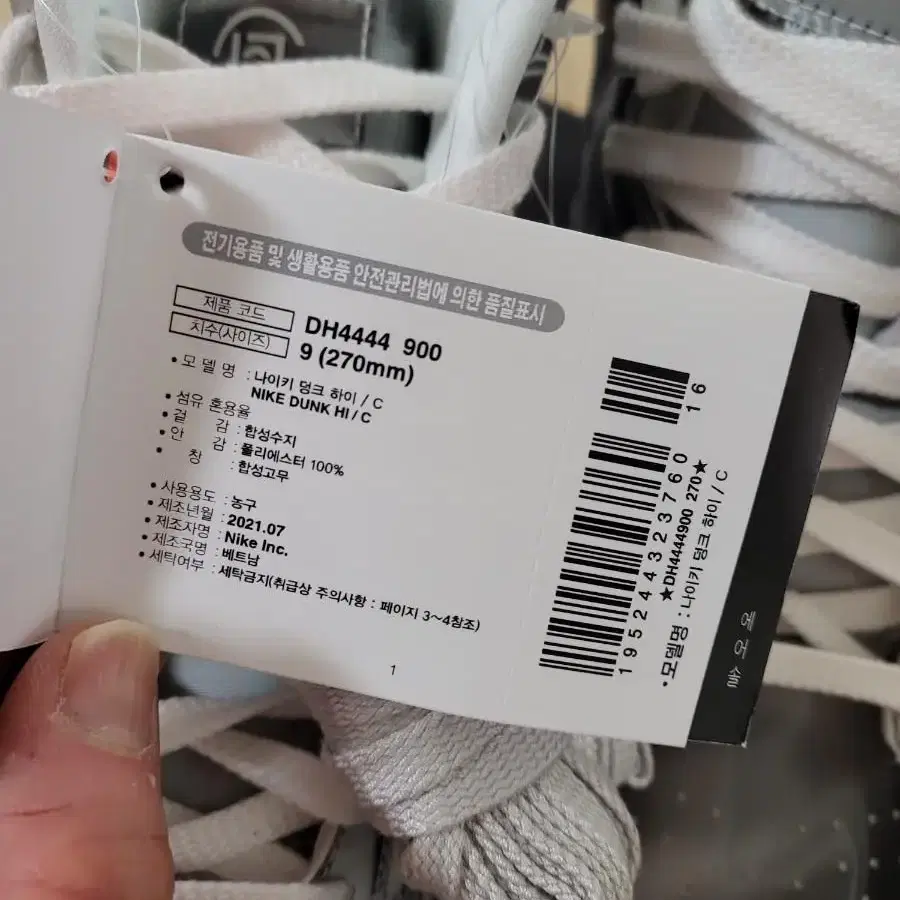 전기용품 및 생활용품 안전관리법에 의한 품질표시
제품 코드 DH4444 900
치수(사이즈) 9 (270mm)
• 모 델 명 : 나이키 덩크 하이 / C
NIKE DUNK HI / C
• 섬유 혼용율
• 겉 감 : 합성수지
• 안 감 : 폴리에스터 100%
• 창 : 합성고무
• 사용용도 : 농구
• 제조년월 : 2021.07
• 제조자명 : Nike Inc.
• 제조국명 : 베트남
• 세탁여부 : 세탁금지(취급상 주의사항 : 페이지 3~4참조)
1
16
195244323760
★DH4444900 270★
• 모델명 : 나이키 덩크 하이 / C